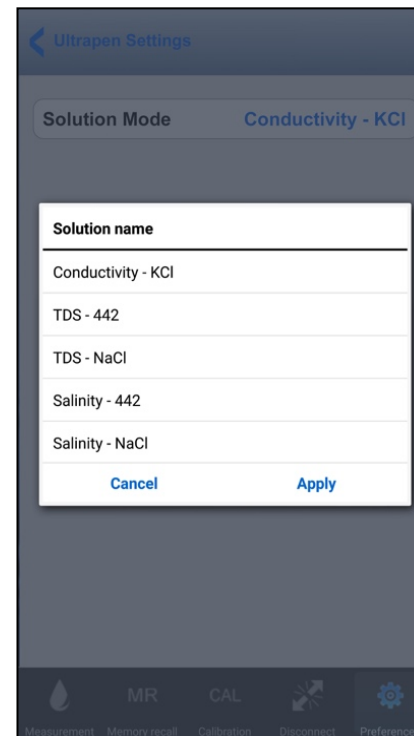 Ultrapen Settings
Solution Mode Conductivity - KCl
Solution name
Conductivity - KCl
TDS - 442
TDS - NaCl
Salinity - 442
Salinity - NaCl
Cancel Apply
MR CAL
Measurement Memory recall Calibration Disconnect Preference